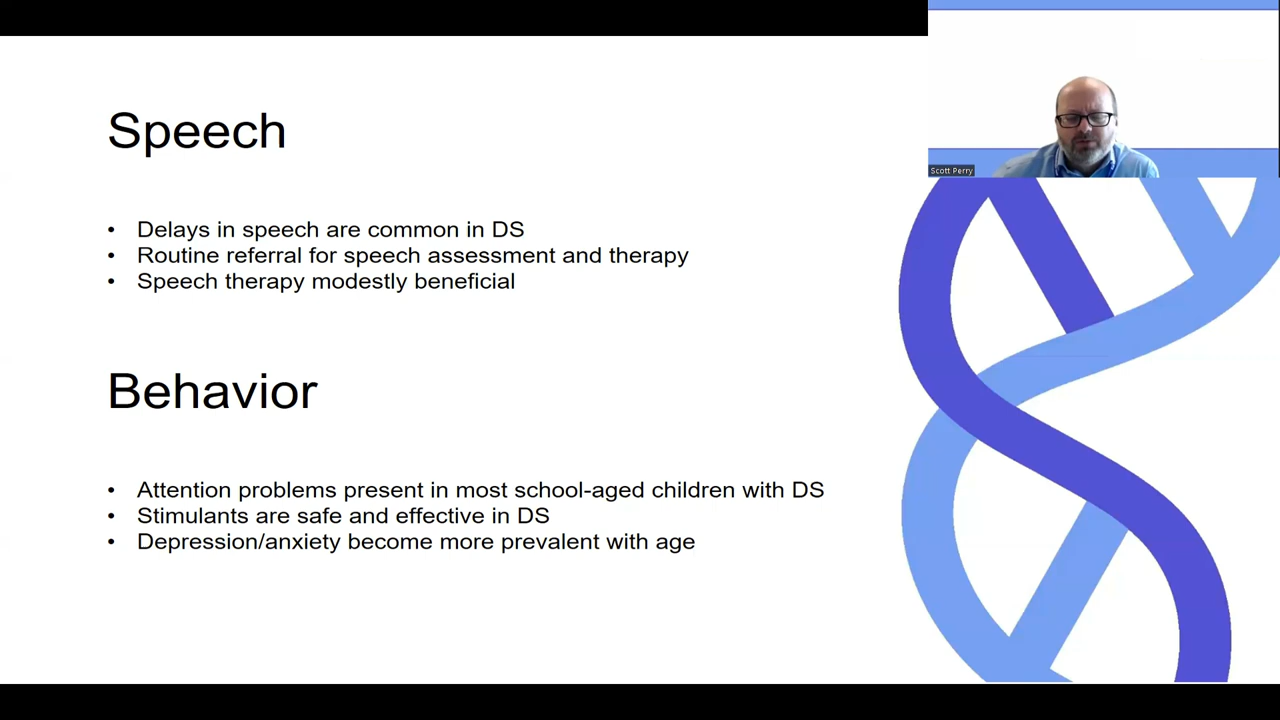 Speech
• Delays in speech are common in DS
• Routine referral for speech assessment and therapy
• Speech therapy modestly beneficial
Behavior
• Attention problems present in most school-aged children with DS
• Stimulants are safe and effective in DS
• Depression/anxiety become more prevalent with age
Scott Perry